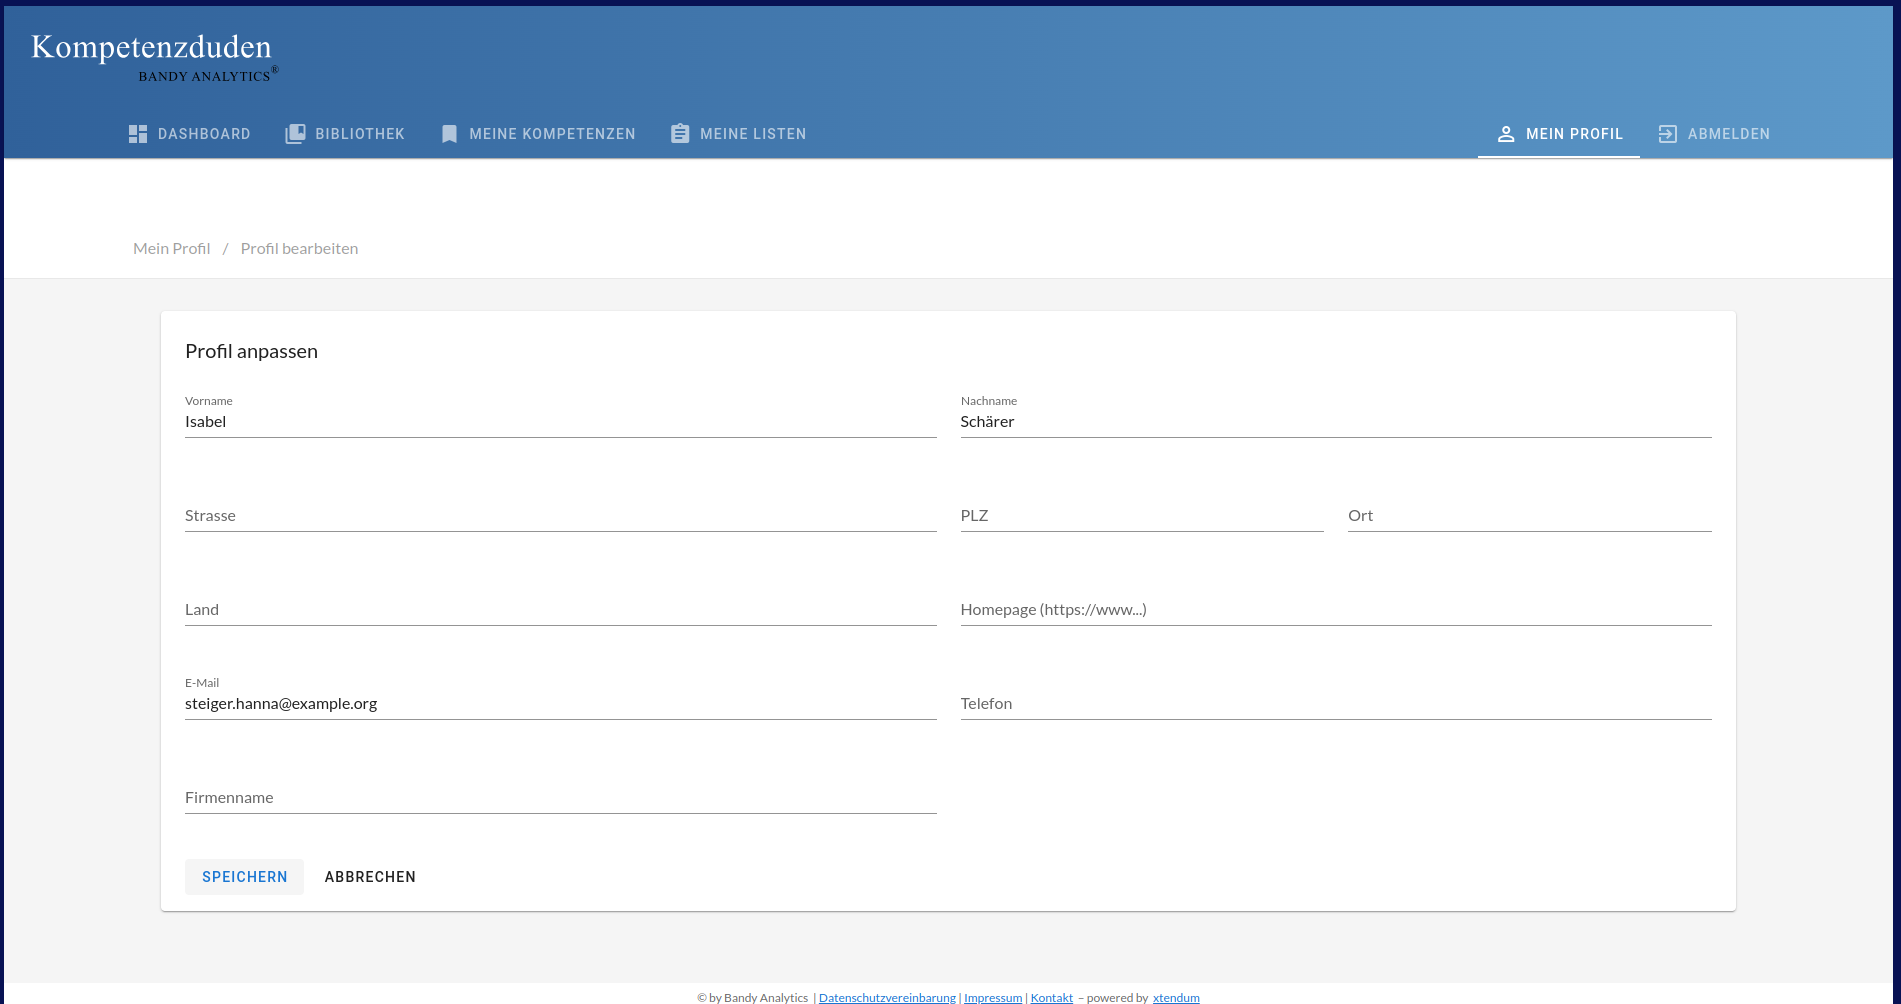 Kompetenzduden
BANDY ANALYTICS®
DASHBOARD BIBLIOTHEK MEINE KOMPETENZEN MEINE LISTEN MEIN PROFIL ABMELDEN
Mein Profil / Profil bearbeiten
Profil anpassen
Vorname Nachname
Isabel Schärer
Strasse PLZ Ort
Land Homepage (https://www...)
E-Mail
steiger.hanna@example.org Telefon
Firmenname
SPEICHERN ABBRECHEN
© by Bandy Analytics | Datenschutzvereinbarung | Impressum | Kontakt – powered by xtendum